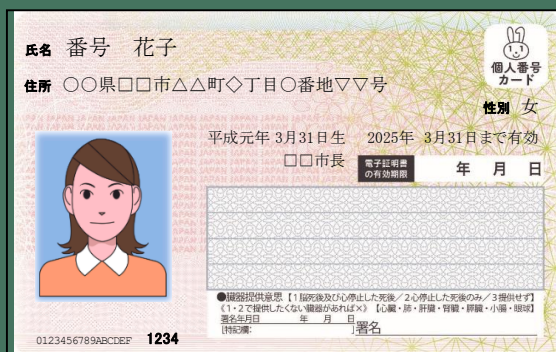 氏名 番号 花子
個人番号
カード
住所 ○○県□□市△△町◇丁目○番地▽▽号
性別 女
平成元年 3月31日生 2025年 3月31日まで有効
□□市長
電子証明書
の有効期限
年 月 日
●臓器提供意思【1脳死後及び心停止した死後／2心停止した死後のみ／3提供せず】
《1・2で提供したくない臓器があれば×》【心臓・肺・肝臓・腎臓・膵臓・小腸・眼球】
署名年月日 年 月 日
[特記欄: ]署名
0123456789ABCDEF 1234